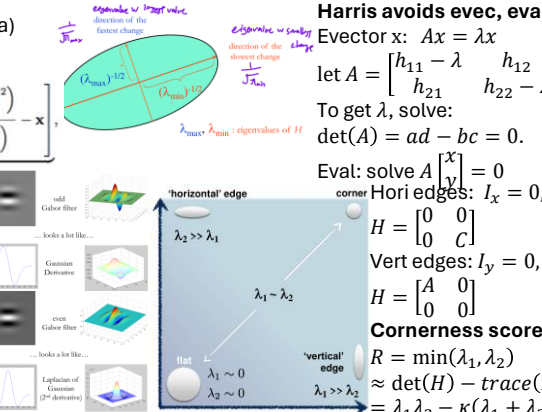 a)
eigenvalue w largest value
direction of the
fastest change
1/√λmax
eigenvalue w smallest
change
direction of the
slowest change
1/√λmin
(λmax)^-1/2
(λmin)^-1/2
λmax, λmin : eigenvalues of H
2)
) - x] ,
odd
Gabor filter
... looks a lot like...
Gaussian
Derivative
even
Gabor filter
... looks a lot like...
Laplacian of
Gaussian
(2nd derivative)
'horizontal' edge
λ2 >> λ1
corner
λ1 ~ λ2
flat
λ1 ~ 0
λ2 ~ 0
'vertical'
edge
λ1 >> λ2
Harris avoids evec, eva
Evector x: Ax = λx
let A = [h11 − λ h12
h21 h22 −
To get λ, solve:
det(A) = ad − bc = 0.
Eval: solve A [x y] = 0
Hori edges: Ix = 0,
H = [0 0
0 C]
Vert edges: Iy = 0,
H = [A 0
0 0]
Cornerness score
R = min(λ1, λ2)
≈ det(H) − trace(
= λ1λ2 − κ(λ1 + λ